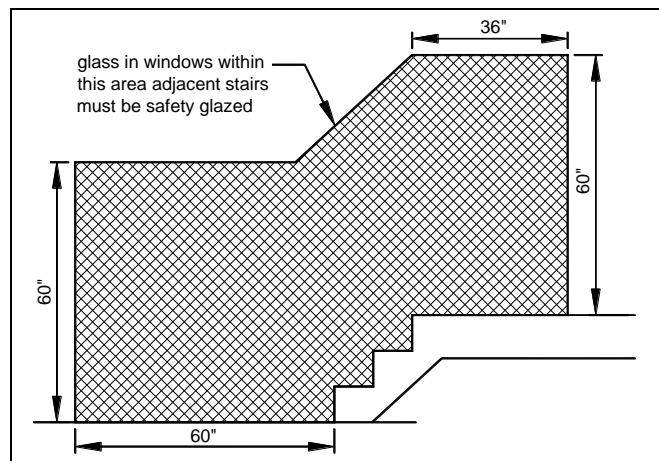 36"
glass in windows within
this area adjacent stairs
must be safety glazed
60"
60"
60"